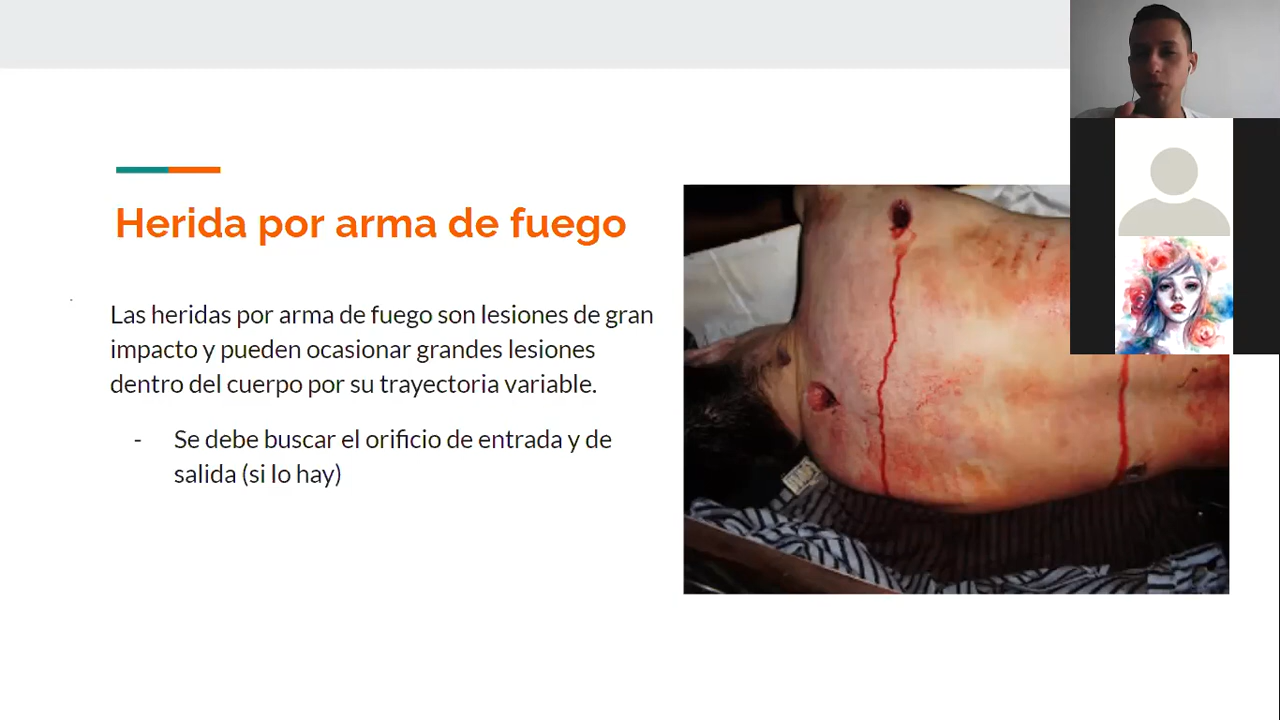 Herida por arma de fuego
Las heridas por arma de fuego son lesiones de gran
impacto y pueden ocasionar grandes lesiones
dentro del cuerpo por su trayectoria variable.
- Se debe buscar el orificio de entrada y de
salida (si lo hay)